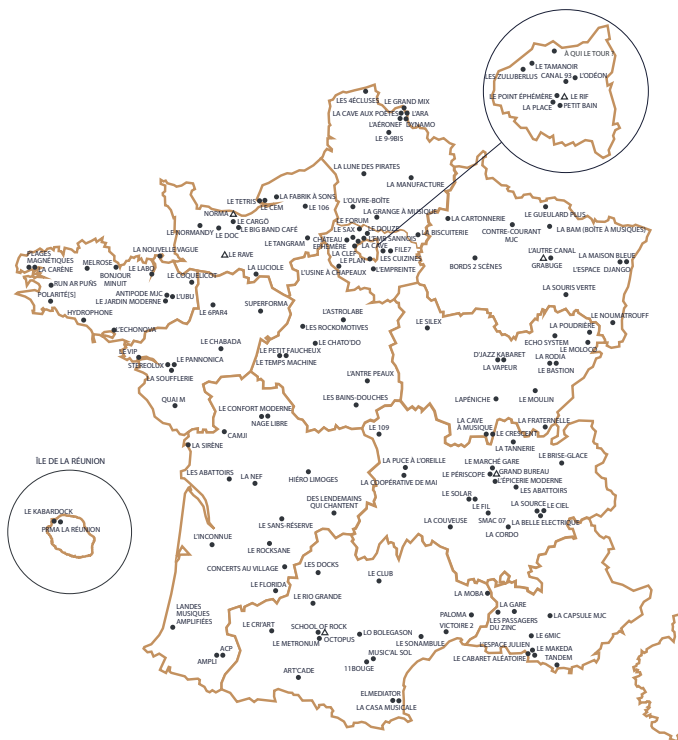 À QUI LE TOUR ?
LE TAMANOIR
LES ZULUBERLUS
CANAL 93
L'ODÉON
LE POINT ÉPHÉMÈRE
LE RIF
LA PLACE
PETIT BAIN
LES 4ÉCLUSES
LE GRAND MIX
LA CAVE AUX POÈTES
L'ARA
L'AÉRONEF
DYNAMO
LE 9-9BIS
LA LUNE DES PIRATES
LA MANUFACTURE
LE TETRIS
LA FABRIK À SONS
LE CEM
LE 106
L'OUVRE-BOÎTE
LA GRANGE À MUSIQUE
NORMA
LE CARGÖ
LE NORMANDY
LE DOC
LE BIG BAND CAFÉ
LE TANGRAM
LE FORUM
LE SAX
LE DOUZE
CHÂTEAU
ÉPHÉMÈRE
L'EMB SANNOIS
LA CAVE
LA CLEF
FILE7
LE PLAN
LES CUIZINES
L'USINE À CHAPEAUX
L'EMPREINTE
LA BISCUITERIE
LA CARTONNERIE
LE GUEULARD PLUS
CONTRE-COURANT
MJC
LA BAM (BOÎTE À MUSIQUES)
BORDS 2 SCÈNES
L'AUTRE CANAL
GRABUGE
LA MAISON BLEUE
L'ESPACE DJANGO
LA SOURIS VERTE
LE NOUMATROUFF
LE RAVE
LA LUCIOLE
LA NOUVELLE VAGUE
PLAGES
MAGNÉTIQUES
MELROSE
LA CARÈNE
BONJOUR
MINUIT
LE LABO
LE COQUELICOT
RUN AR PUÑS
POLARITÉ[S]
ANTIPODE MJC
LE JARDIN MODERNE
L'UBU
HYDROPHONE
L'ECHONOVA
LE 6PAR4
SUPERFORMA
LE CHABADA
LE VIP
STEREOLUX
LE PANNONICA
LA SOUFFLERIE
QUAI M
L'ASTROLABE
LES ROCKOMOTIVES
LE CHATO'DO
LE PETIT FAUCHEUX
LE TEMPS MACHINE
L'ANTRE PEAUX
LES BAINS-DOUCHES
LE SILEX
LA POUDRIÈRE
ECHO SYSTEM
LE MOLOCO
D'JAZZ KABARET
LA VAPEUR
LA RODIA
LE BASTION
LAPÉNICHE
LE MOULIN
LE CONFORT MODERNE
NAGE LIBRE
CAMJI
LA SIRÈNE
LES ABATTOIRS
LA NEF
HIÉRO LIMOGES
LE 109
LA CAVE
À MUSIQUE
LE CRESCENT
LA FRATERNELLE
LA TANNERIE
LE BRISE-GLACE
LA PUCE À L'OREILLE
LA COOPÉRATIVE DE MAI
LE MARCHÉ GARE
LE PÉRISCOPE
GRAND BUREAU
L'ÉPICERIE MODERNE
LES ABATTOIRS
LE SOLAR
LE FIL
LA SOURCE
LE CIEL
LA COUVEUSE
SMAC 07
LA BELLE ELECTRIQUE
LA CORDO
ÎLE DE LA RÉUNION
LE KABARDOCK
PRMA LA RÉUNION
DES LENDEMAINS
QUI CHANTENT
LE SANS-RÉSERVE
L'INCONNUE
LE ROCKSANE
CONCERTS AU VILLAGE
LES DOCKS
LE CLUB
LE FLORIDA
LE RIO GRANDE
LANDES
MUSIQUES
AMPLIFIÉES
LE CRI'ART
SCHOOL OF ROCK
OCTOPUS
LE METRONUM
LO BOLEGASON
ACP
AMPLI
ART'CADE
MUSIC'AL SOL
11BOUGE
ELMEDIATOR
LA CASA MUSICALE
LE SONAMBULE
VICTOIRE 2
PALOMA
LA MOBA
LA GARE
LES PASSAGERS
DU ZINC
LA CAPSULE MJC
LE 6MIC
L'ESPACE JULIEN
LE MAKEDA
LE CABARET ALÉATOIRE
TANDEM